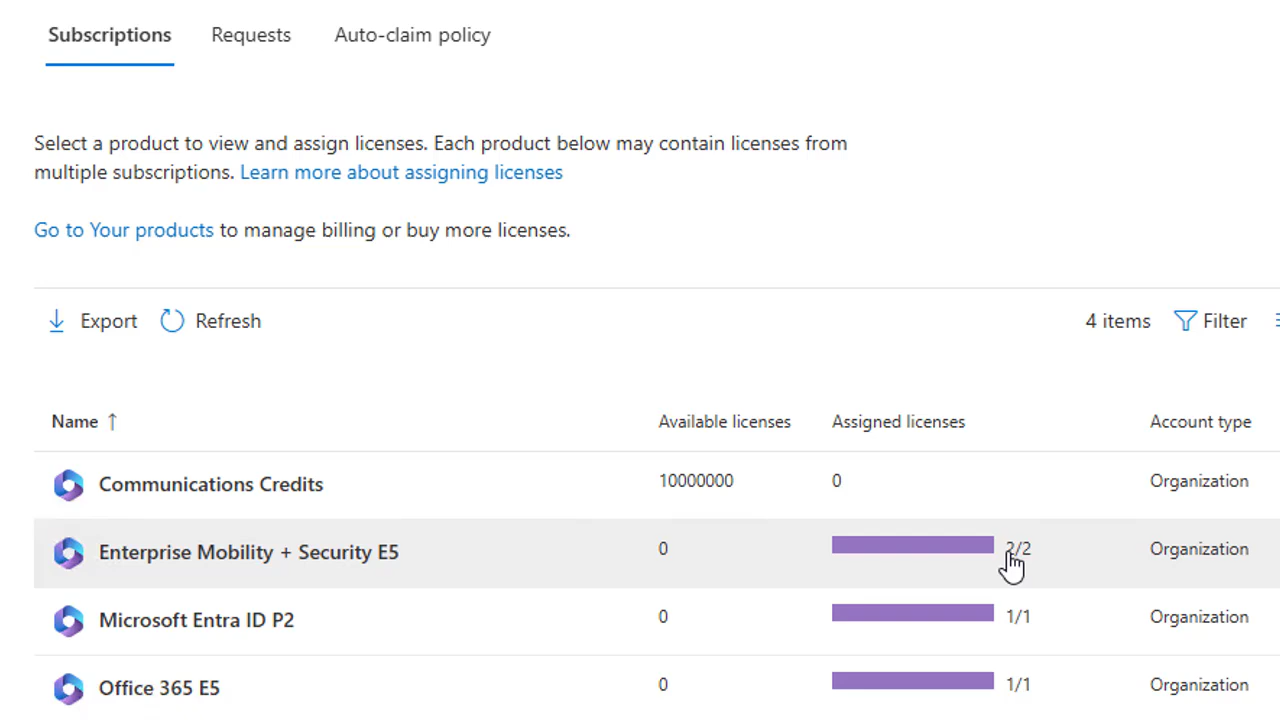 Subscriptions Requests Auto-claim policy
Select a product to view and assign licenses. Each product below may contain licenses from
multiple subscriptions. Learn more about assigning licenses
Go to Your products to manage billing or buy more licenses.
Export Refresh 4 items Filter
Name ↑ Available licenses Assigned licenses Account type
Communications Credits 10000000 0 Organization
Enterprise Mobility + Security E5 0 2/2 Organization
Microsoft Entra ID P2 0 1/1 Organization
Office 365 E5 0 1/1 Organization